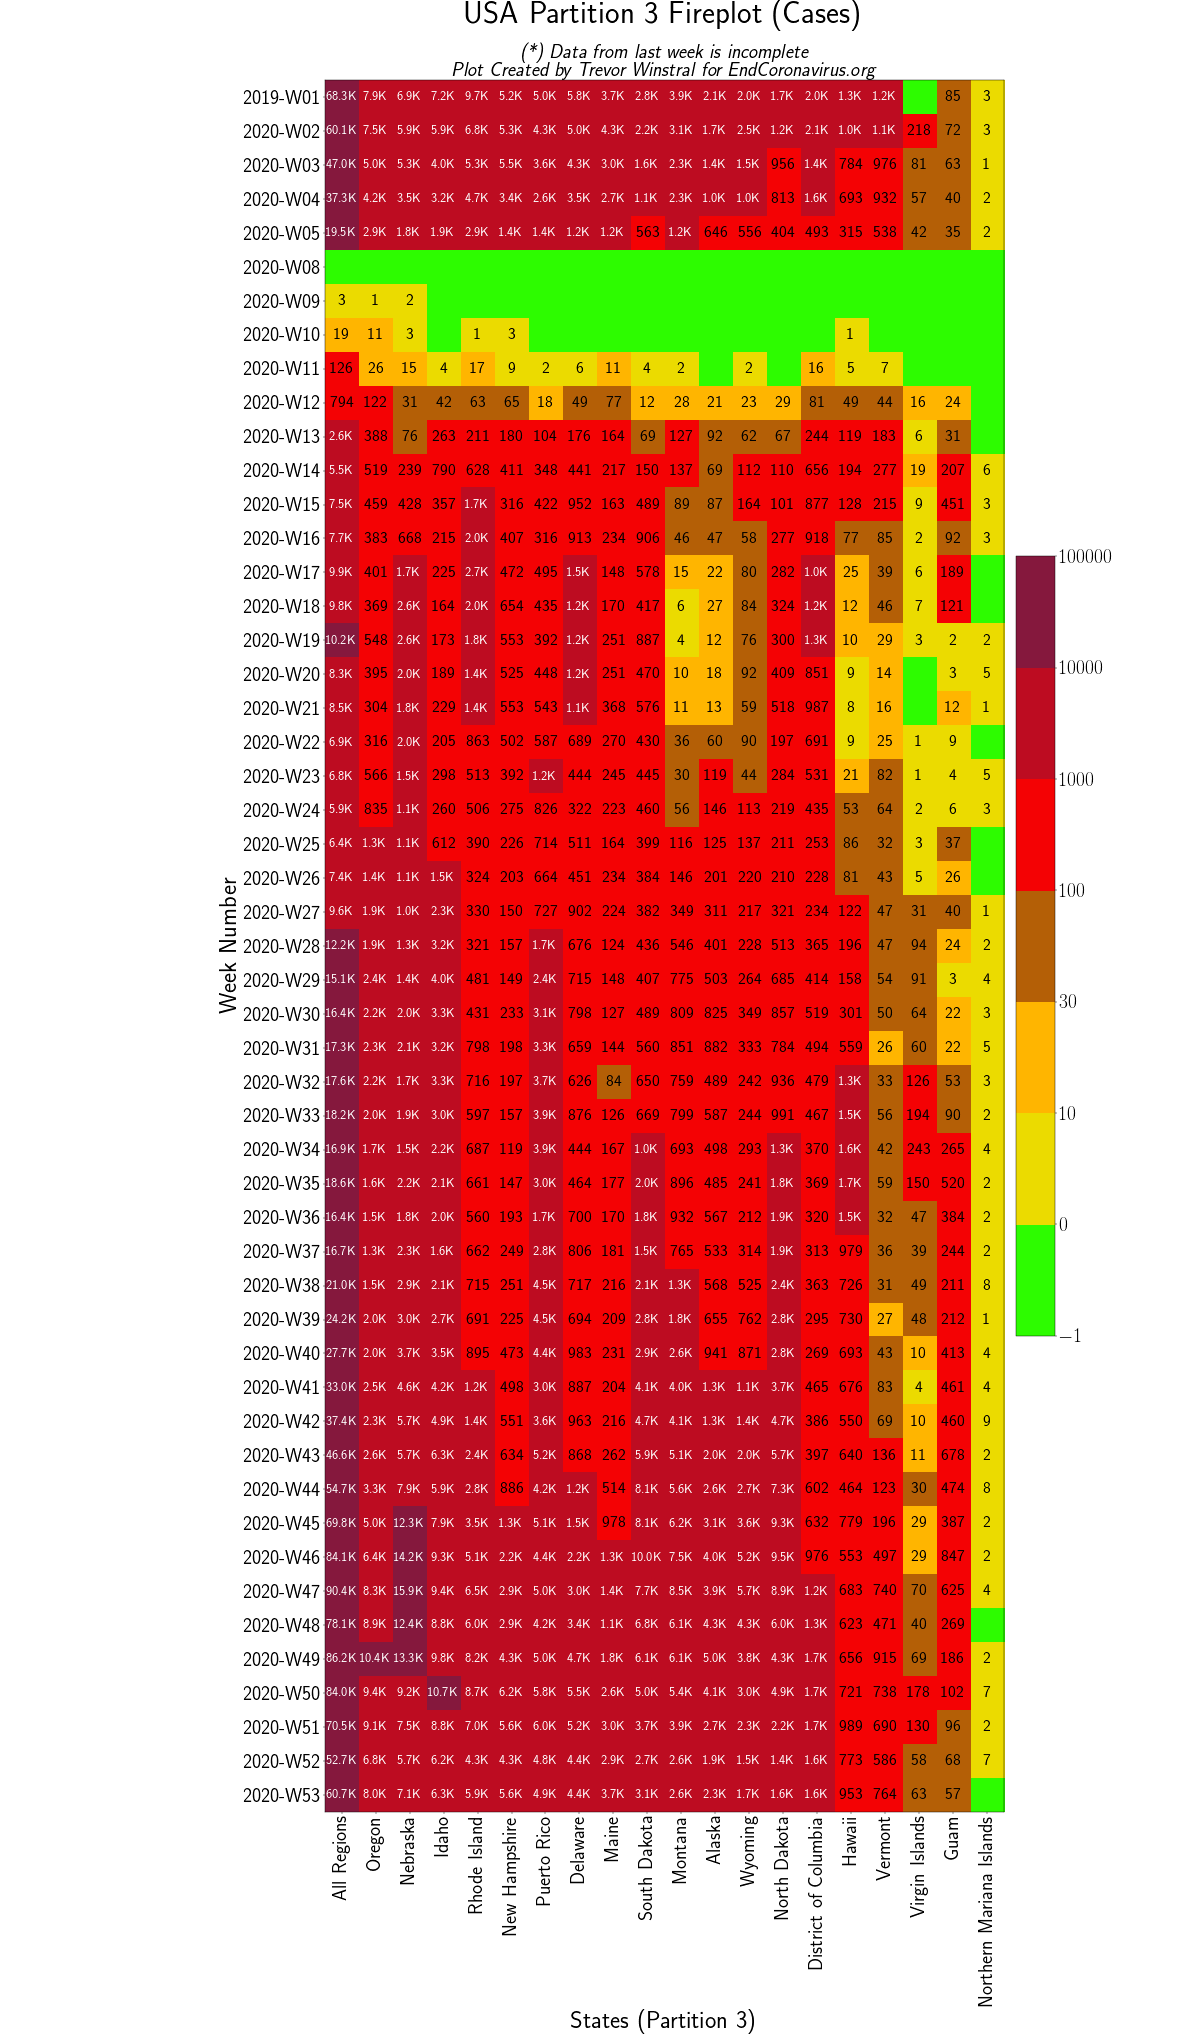 USA Partition 3 Fireplot (Cases)
(*) Data from last week is incomplete
Plot Created by Trevor Winstral for EndCoronavirus.org
2019-W01 68.3K 7.9K 6.9K 7.2K 9.7K 5.2K 5.0K 5.8K 3.7K 2.8K 3.9K 2.1K 2.0K 1.7K 2.0K 1.3K 1.2K 85 3
2020-W02 60.1K 7.5K 5.9K 5.9K 6.8K 5.3K 4.3K 5.0K 4.3K 2.2K 3.1K 1.7K 2.5K 1.2K 2.1K 1.0K 1.1K 218 72 3
2020-W03 47.0K 5.0K 5.3K 4.0K 5.3K 5.5K 3.6K 4.3K 3.0K 1.6K 2.3K 1.4K 1.5K 956 1.4K 784 976 81 63 1
2020-W04 37.3K 4.2K 3.5K 3.2K 4.7K 3.4K 2.6K 3.5K 2.7K 1.1K 2.3K 1.0K 1.0K 813 1.6K 693 932 57 40 2
2020-W05 19.5K 2.9K 1.8K 1.9K 2.9K 1.4K 1.4K 1.2K 1.2K 563 1.2K 646 556 404 493 315 538 42 35 2
2020-W08
2020-W09 3 1 2
2020-W10 19 11 3 1 3 1
2020-W11 126 26 15 4 17 9 2 6 11 4 2 2 16 5 7
2020-W12 794 122 31 42 63 65 18 49 77 12 28 21 23 29 81 49 44 16 24
2020-W13 2.6K 388 76 263 211 180 104 176 164 69 127 92 62 67 244 119 183 6 31
2020-W14 5.5K 519 239 790 628 411 348 441 217 150 137 69 112 110 656 194 277 19 207 6
2020-W15 7.5K 459 428 357 1.7K 316 422 952 163 489 89 87 164 101 877 128 215 9 451 3
2020-W16 7.7K 383 668 215 2.0K 407 316 913 234 906 46 47 58 277 918 77 85 2 92 3
2020-W17 9.9K 401 1.7K 225 2.7K 472 495 1.5K 148 578 15 22 80 282 1.0K 25 39 6 189
2020-W18 9.8K 369 2.6K 164 2.0K 654 435 1.2K 170 417 6 27 84 324 1.2K 12 46 7 121
2020-W19 10.2K 548 2.6K 173 1.8K 553 392 1.2K 251 887 4 12 76 300 1.3K 10 29 3 2 2
2020-W20 8.3K 395 2.0K 189 1.4K 525 448 1.2K 251 470 10 18 92 409 851 9 14 3 5
2020-W21 8.5K 304 1.8K 229 1.4K 553 543 1.1K 368 576 11 13 59 518 987 8 16 12 1
2020-W22 6.9K 316 2.0K 205 863 502 587 689 270 430 36 60 90 197 691 9 25 1 9
2020-W23 6.8K 566 1.5K 298 513 392 1.2K 444 245 445 30 119 44 284 531 21 82 1 4 5
2020-W24 5.9K 835 1.1K 260 506 275 826 322 223 460 56 146 113 219 435 53 64 2 6 3
2020-W25 6.4K 1.3K 1.1K 612 390 226 714 511 164 399 116 125 137 211 253 86 32 3 37
2020-W26 7.4K 1.4K 1.1K 1.5K 324 203 664 451 234 384 146 201 220 210 228 81 43 5 26
2020-W27 9.6K 1.9K 1.0K 2.3K 330 150 727 902 224 382 349 311 217 321 234 122 47 31 40 1
2020-W28 12.2K 1.9K 1.3K 3.2K 321 157 1.7K 676 124 436 546 401 228 513 365 196 47 94 24 2
2020-W29 15.1K 2.4K 1.4K 4.0K 481 149 2.4K 715 148 407 775 503 264 685 414 158 54 91 3 4
2020-W30 16.4K 2.2K 2.0K 3.3K 431 233 3.1K 798 127 489 809 825 349 857 519 301 50 64 22 3
2020-W31 17.3K 2.3K 2.1K 3.2K 798 198 3.3K 659 144 560 851 882 333 784 494 559 26 60 22 5
2020-W32 17.6K 2.2K 1.7K 3.3K 716 197 3.7K 626 84 650 759 489 242 936 479 1.3K 33 126 53 3
2020-W33 18.2K 2.0K 1.9K 3.0K 597 157 3.9K 876 126 669 799 587 244 991 467 1.5K 56 194 90 2
2020-W34 16.9K 1.7K 1.5K 2.2K 687 119 3.9K 444 167 1.0K 693 498 293 1.3K 370 1.6K 42 243 265 4
2020-W35 18.6K 1.6K 2.2K 2.1K 661 147 3.0K 464 177 2.0K 896 485 241 1.8K 369 1.7K 59 150 520 2
2020-W36 16.4K 1.5K 1.8K 2.0K 560 193 1.7K 700 170 1.8K 932 567 212 1.9K 320 1.5K 32 47 384 2
2020-W37 16.7K 1.3K 2.3K 1.6K 662 249 2.8K 806 181 1.5K 765 533 314 1.9K 313 979 36 39 244 2
2020-W38 21.0K 1.5K 2.9K 2.1K 715 251 4.5K 717 216 2.1K 1.3K 568 525 2.4K 363 726 31 49 211 8
2020-W39 24.2K 2.0K 3.0K 2.7K 691 225 4.5K 694 209 2.8K 1.8K 655 762 2.8K 295 730 27 48 212 1
2020-W40 27.7K 2.0K 3.7K 3.5K 895 473 4.4K 983 231 2.9K 2.6K 941 871 2.8K 269 693 43 10 413 4
2020-W41 33.0K 2.5K 4.6K 4.2K 1.2K 498 3.0K 887 204 4.1K 4.0K 1.3K 1.1K 3.7K 465 676 83 4 461 4
2020-W42 37.4K 2.3K 5.7K 4.9K 1.4K 551 3.6K 963 216 4.7K 4.1K 1.3K 1.4K 4.7K 386 550 69 10 460 9
2020-W43 46.6K 2.6K 5.7K 6.3K 2.4K 634 5.2K 868 262 5.9K 5.1K 2.0K 2.0K 5.7K 397 640 136 11 678 2
2020-W44 54.7K 3.3K 7.9K 5.9K 2.8K 886 4.2K 1.2K 514 8.1K 5.6K 2.6K 2.7K 7.3K 602 464 123 30 474 8
2020-W45 69.8K 5.0K 12.3K 7.9K 3.5K 1.3K 5.1K 1.5K 978 8.1K 6.2K 3.1K 3.6K 9.3K 632 779 196 29 387 2
2020-W46 84.1K 6.4K 14.2K 9.3K 5.1K 2.2K 4.4K 2.2K 1.3K 10.0K 7.5K 4.0K 5.2K 9.5K 976 553 497 29 847 2
2020-W47 90.4K 8.3K 15.9K 9.4K 6.5K 2.9K 5.0K 3.0K 1.4K 7.7K 8.5K 3.9K 5.7K 8.9K 1.2K 683 740 70 625 4
2020-W48 78.1K 8.9K 12.4K 8.8K 6.0K 2.9K 4.2K 3.4K 1.1K 6.8K 6.1K 4.3K 4.3K 6.0K 1.3K 623 471 40 269
2020-W49 86.2K 10.4K 13.3K 9.8K 8.2K 4.3K 5.0K 4.7K 1.8K 6.1K 6.1K 5.0K 3.8K 4.3K 1.7K 656 915 69 186 2
2020-W50 84.0K 9.4K 9.2K 10.7K 8.7K 6.2K 5.8K 5.5K 2.6K 5.0K 5.4K 4.1K 3.0K 4.9K 1.7K 721 738 178 102 7
2020-W51 70.5K 9.1K 7.5K 8.8K 7.0K 5.6K 6.0K 5.2K 3.0K 3.7K 3.9K 2.7K 2.3K 2.2K 1.7K 989 690 130 96 2
2020-W52 52.7K 6.8K 5.7K 6.2K 4.3K 4.3K 4.8K 4.4K 2.9K 2.7K 2.6K 1.9K 1.5K 1.4K 1.6K 773 586 58 68 7
2020-W53 60.7K 8.0K 7.1K 6.3K 5.9K 5.6K 4.9K 4.4K 3.7K 3.1K 2.6K 2.3K 1.7K 1.6K 1.6K 953 764 63 57
Week Number
All Regions
Oregon
Nebraska
Idaho
Rhode Island
New Hampshire
Puerto Rico
Delaware
Maine
South Dakota
Montana
Alaska
Wyoming
North Dakota
District of Columbia
Hawaii
Vermont
Virgin Islands
Guam
Northern Mariana Islands
States (Partition 3)
100000
10000
1000
100
30
10
0
−1